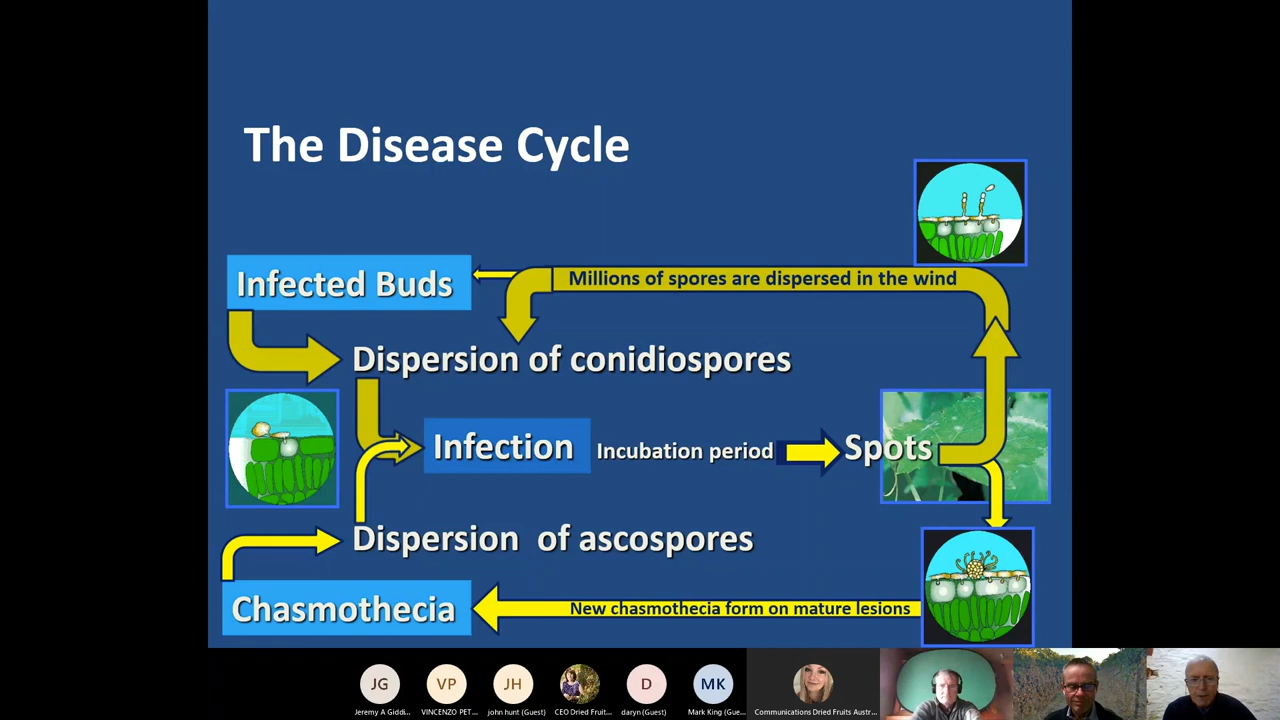 The Disease Cycle
Infected Buds
Millions of spores are dispersed in the wind
Dispersion of conidiospores
Infection
Incubation period
Spots
Dispersion of ascospores
Chasmothecia
New chasmothecia form on mature lesions
JG
VP
JH
D
MK
Jeremy A Giddi...
VINCENZO PET...
john hunt (Guest)
CEO Dried Fruit...
daryn (Guest)
Mark King (Gue...
Communications Dried Fruits Austr...